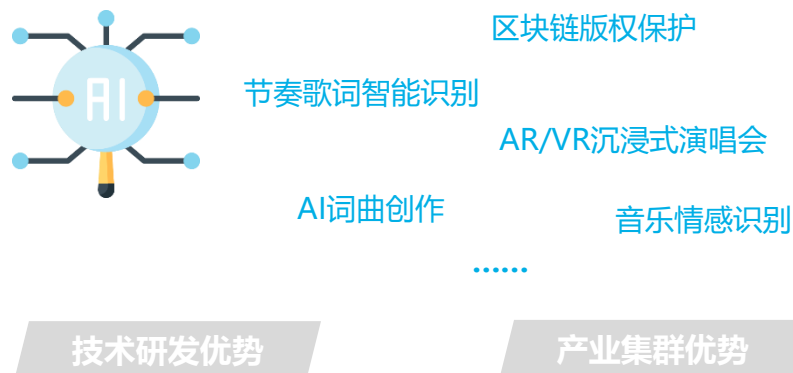 AI
区块链版权保护
节奏歌词智能识别
AR/VR沉浸式演唱会
AI词曲创作
音乐情感识别
......
技术研发优势
产业集群优势